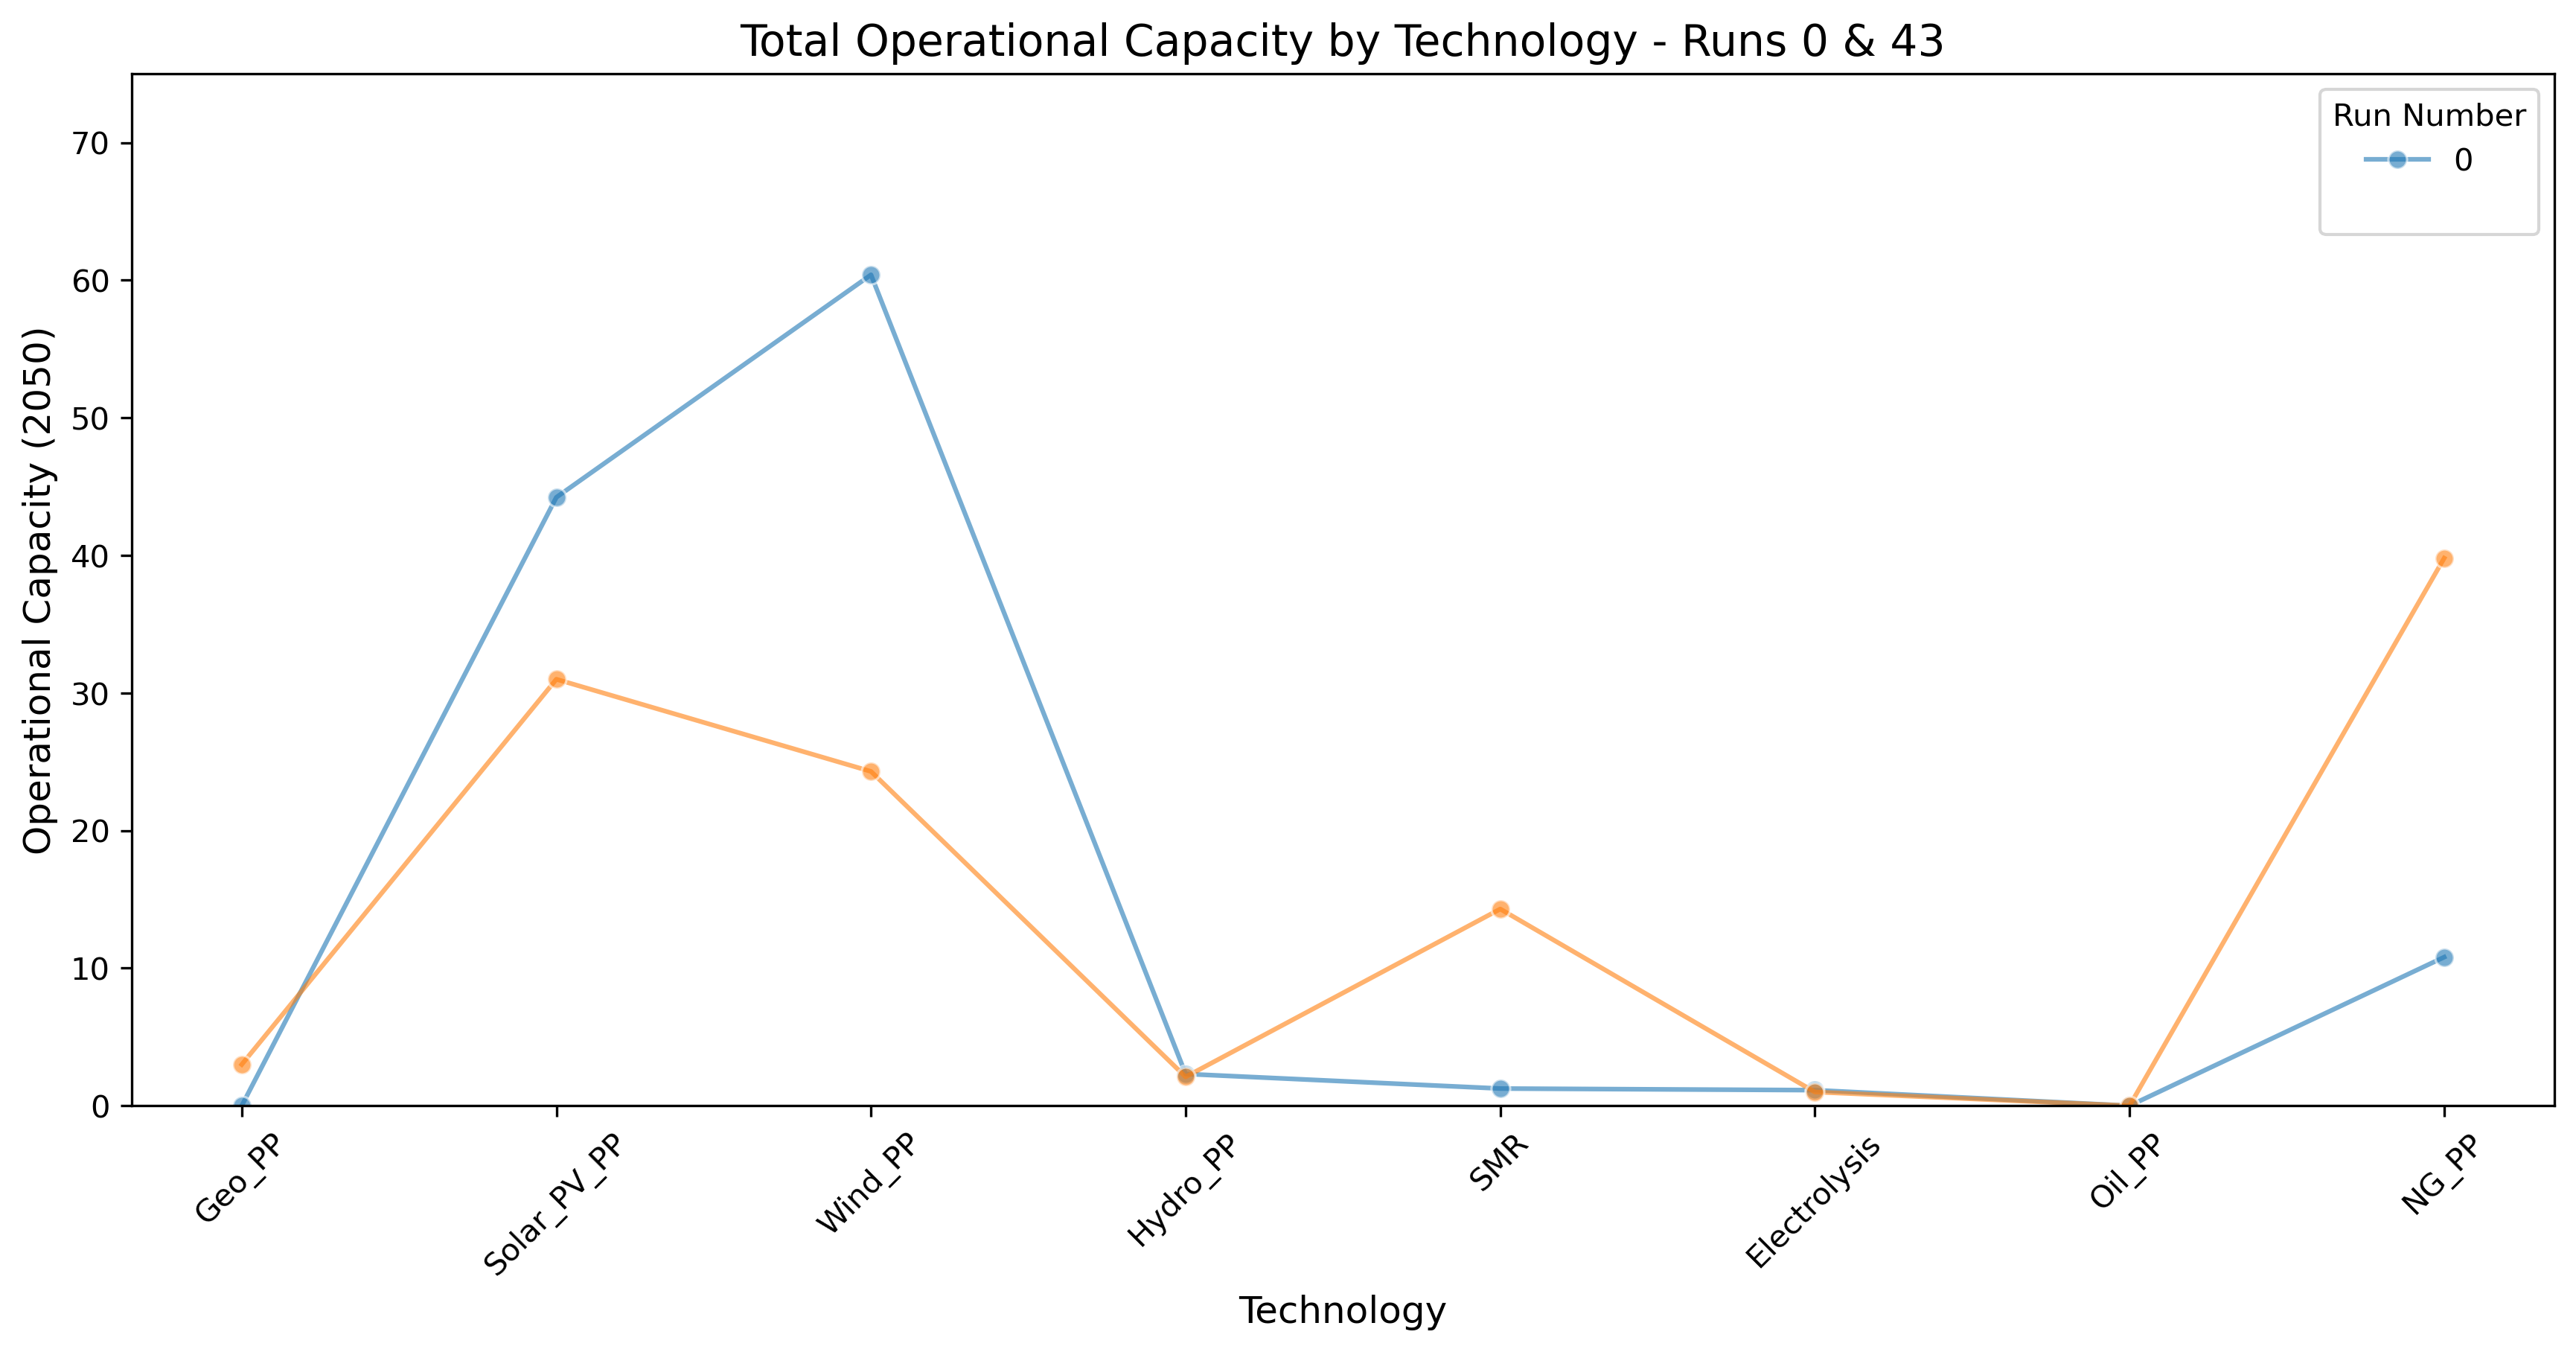 Total Operational Capacity by Technology - Runs 0 & 43
Run Number
0
70
60
50
40
30
20
10
0
Operational Capacity (2050)
Geo_PP
Solar_PV_PP
Wind_PP
Hydro_PP
SMR
Electrolysis
Oil_PP
NG_PP
Technology